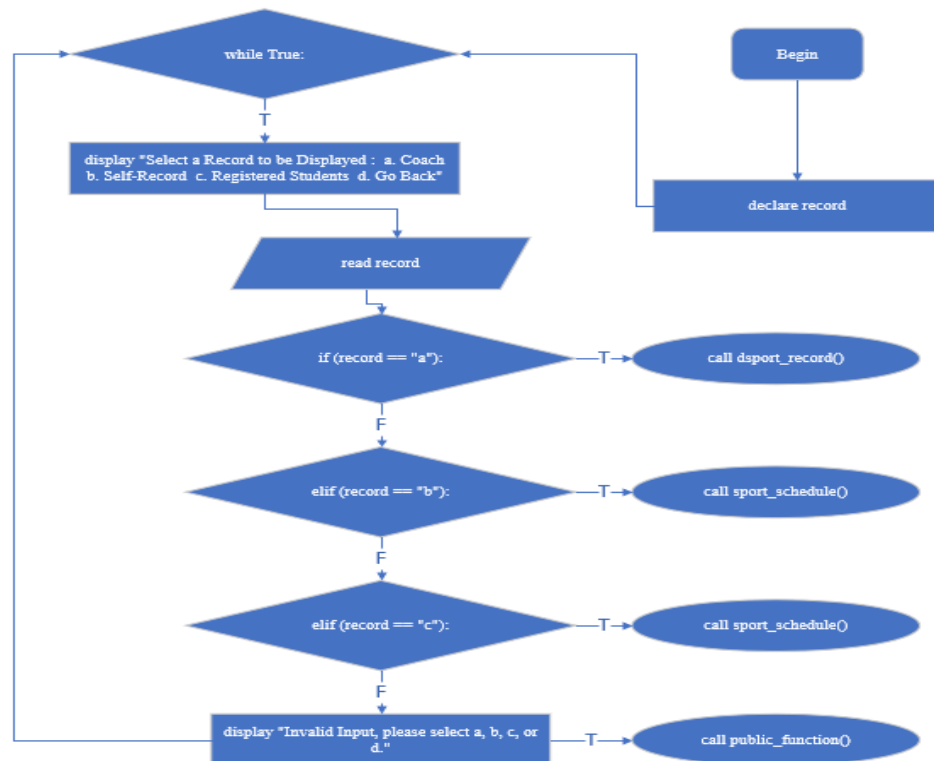 Begin
declare record
while True:
T
display "Select a Record to be Displayed :  a. Coach
b. Self-Record  c. Registered Students  d. Go Back"
read record
if (record == "a"):
T
call dsport_record()
F
elif (record == "b"):
T
call sport_schedule()
F
elif (record == "c"):
T
call sport_schedule()
F
display "Invalid Input, please select a, b, c, or
d."
T
call public_function()